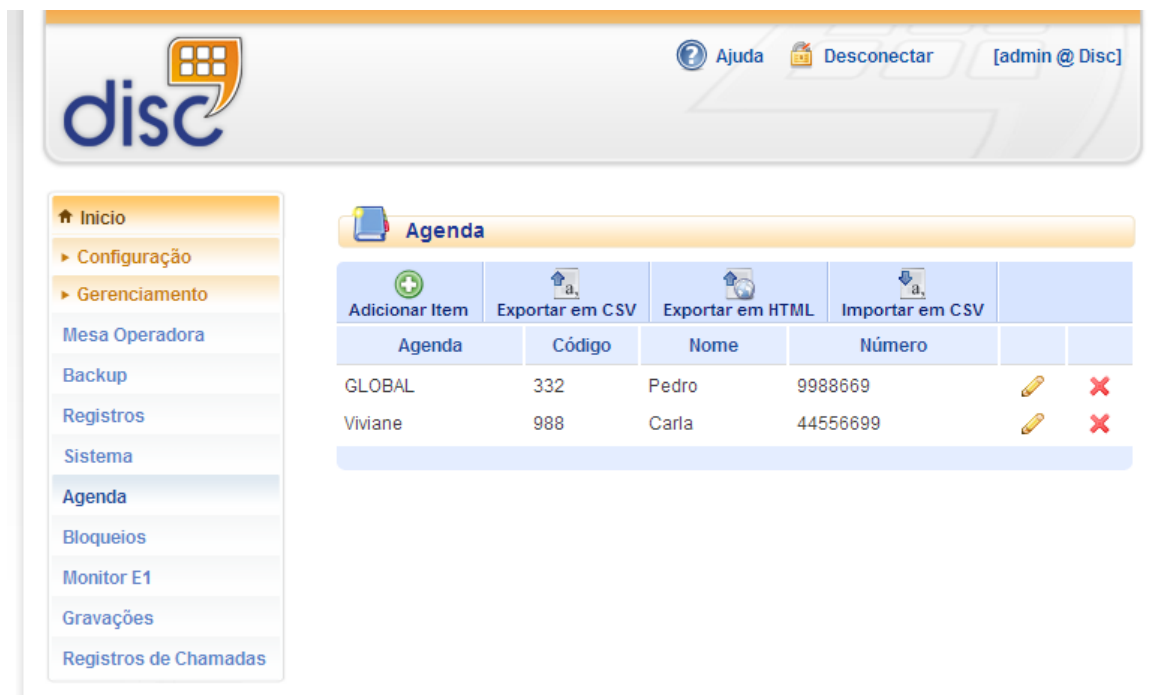 disc
Ajuda Desconectar [admin @ Disc]
Inicio
Configuração
Gerenciamento
Mesa Operadora
Backup
Registros
Sistema
Agenda
Bloqueios
Monitor E1
Gravações
Registros de Chamadas
Agenda
Adicionar Item Exportar em CSV Exportar em HTML Importar em CSV
Agenda Código Nome Número
GLOBAL 332 Pedro 9988669
Viviane 988 Carla 44556699